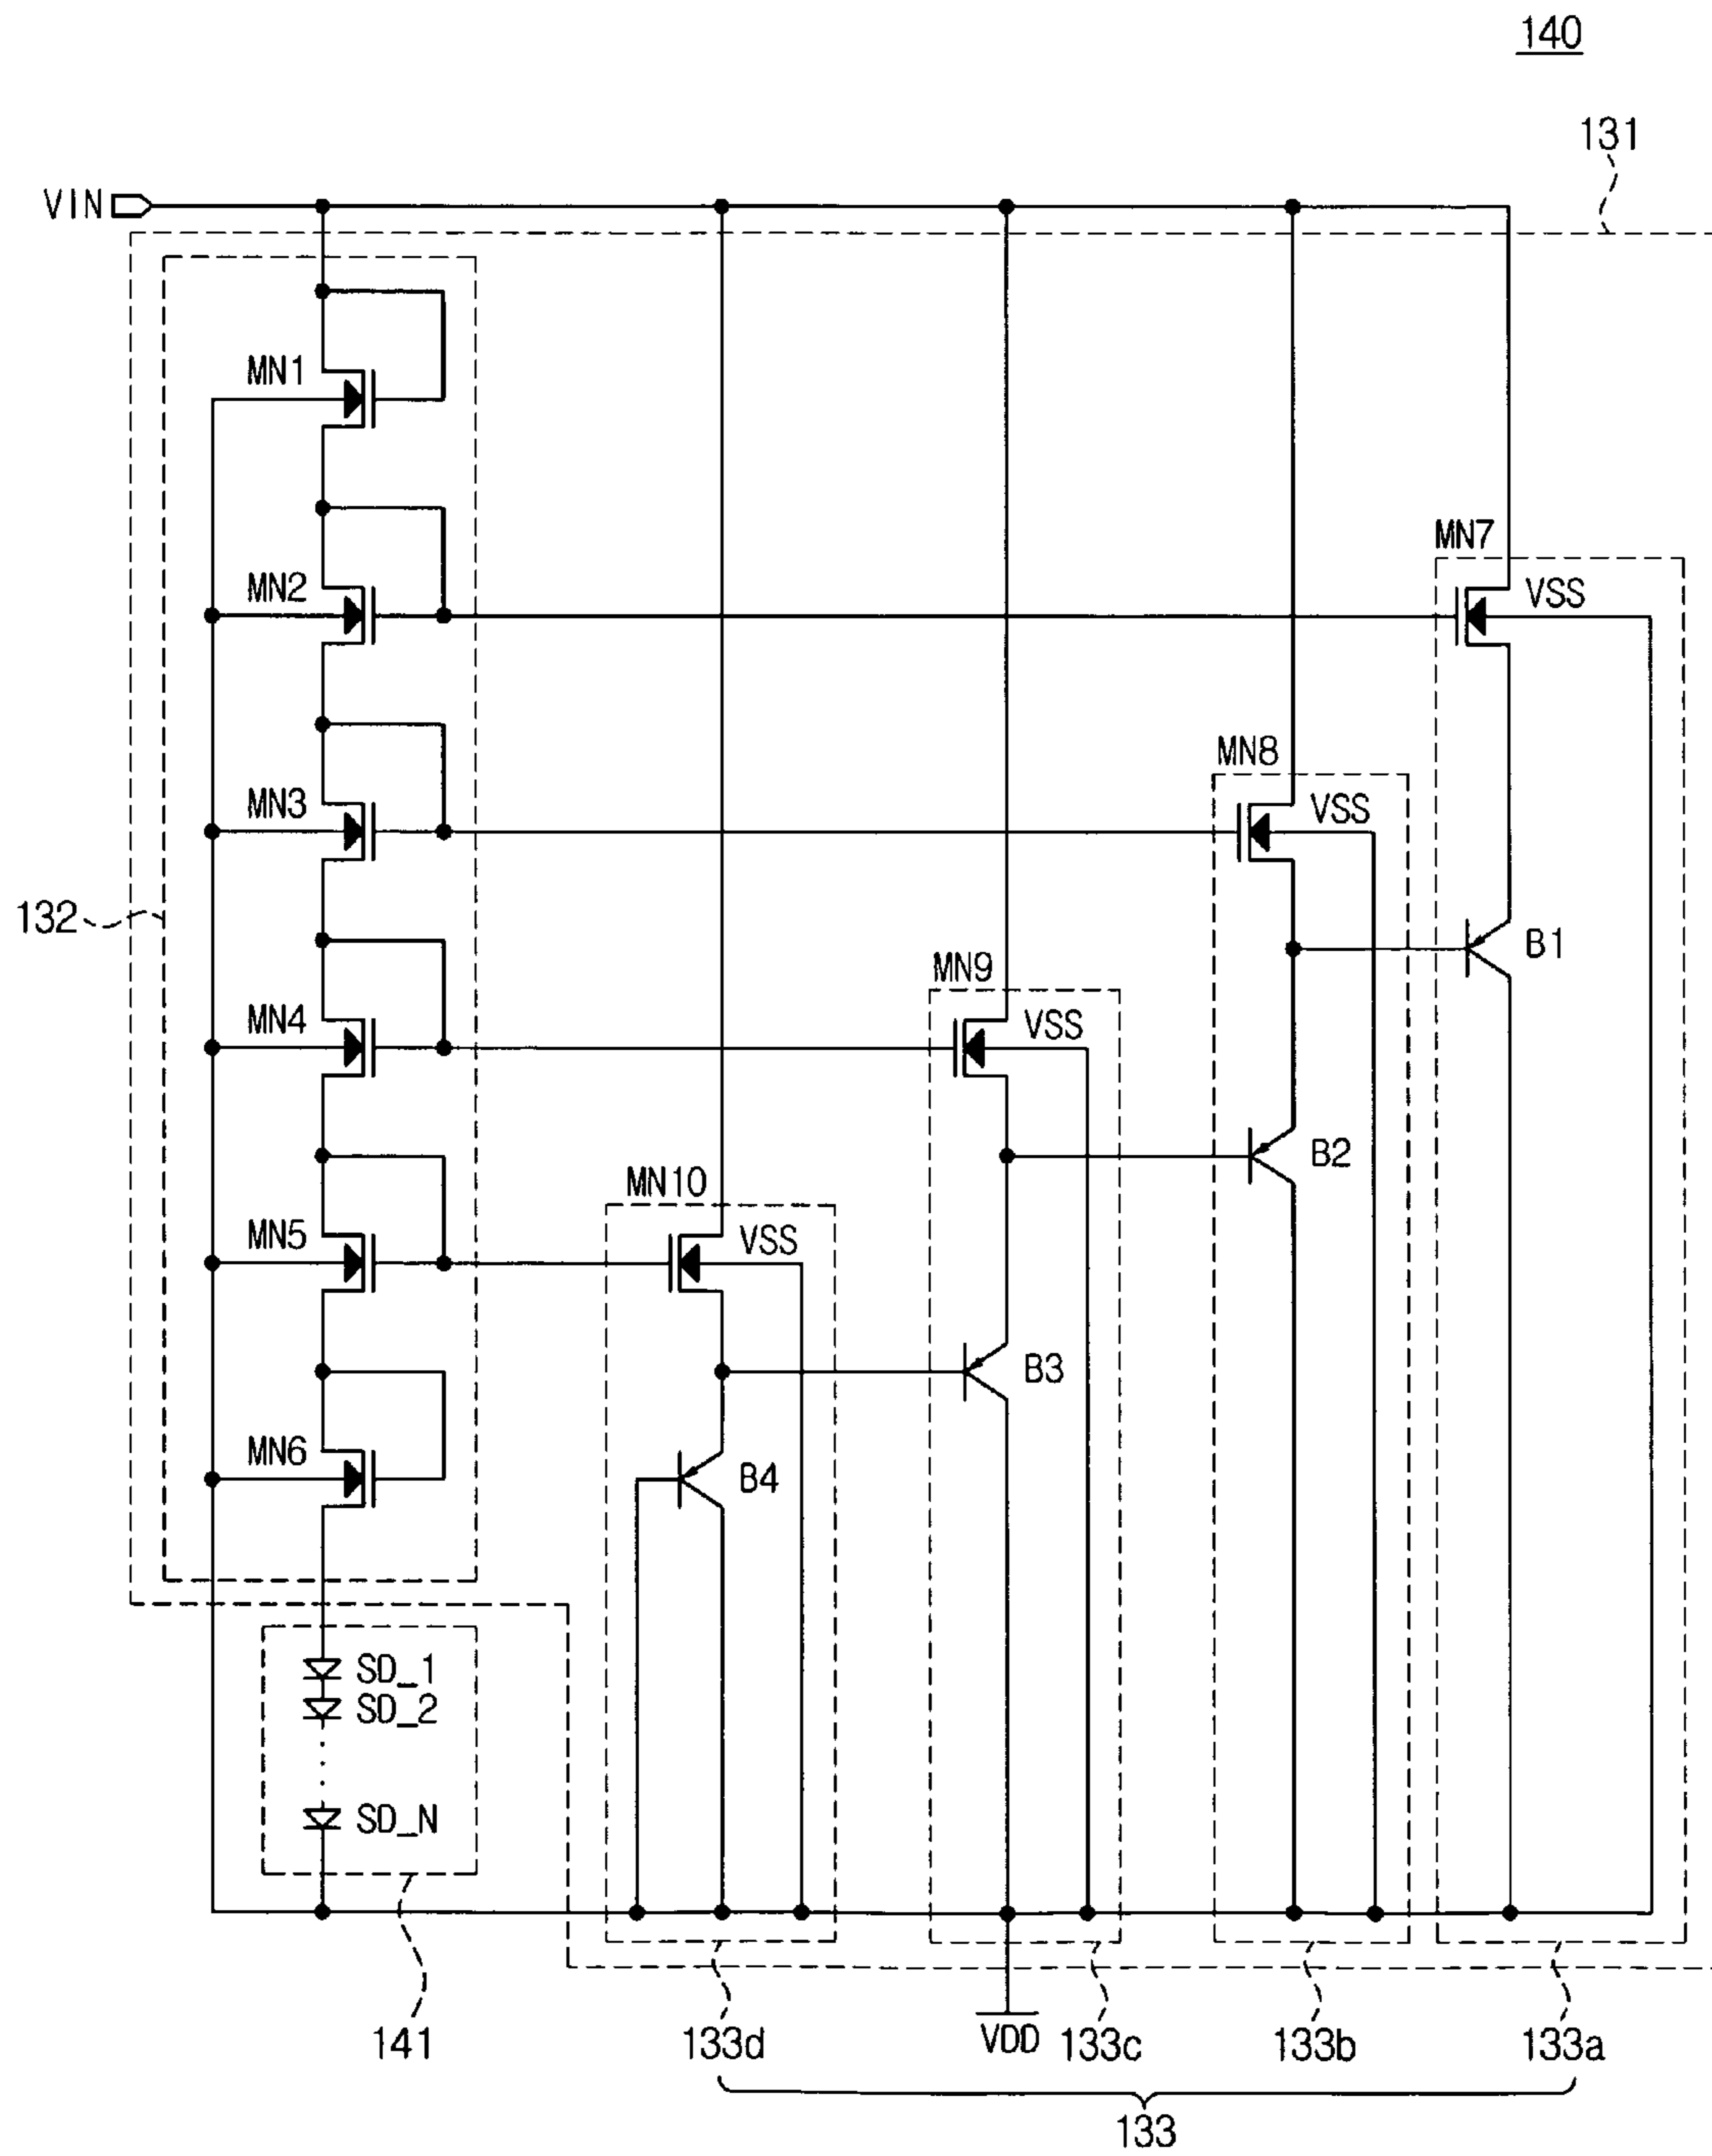 140
131
VIN
MN1
MN7
MN2
VSS
MN8
MN3
VSS
132
B1
MN9
MN4
VSS
B2
MN10
MN5
VSS
B3
MN6
B4
SD_1
SD_2
SD_N
141
133d
VDD
133c
133b
133a
133